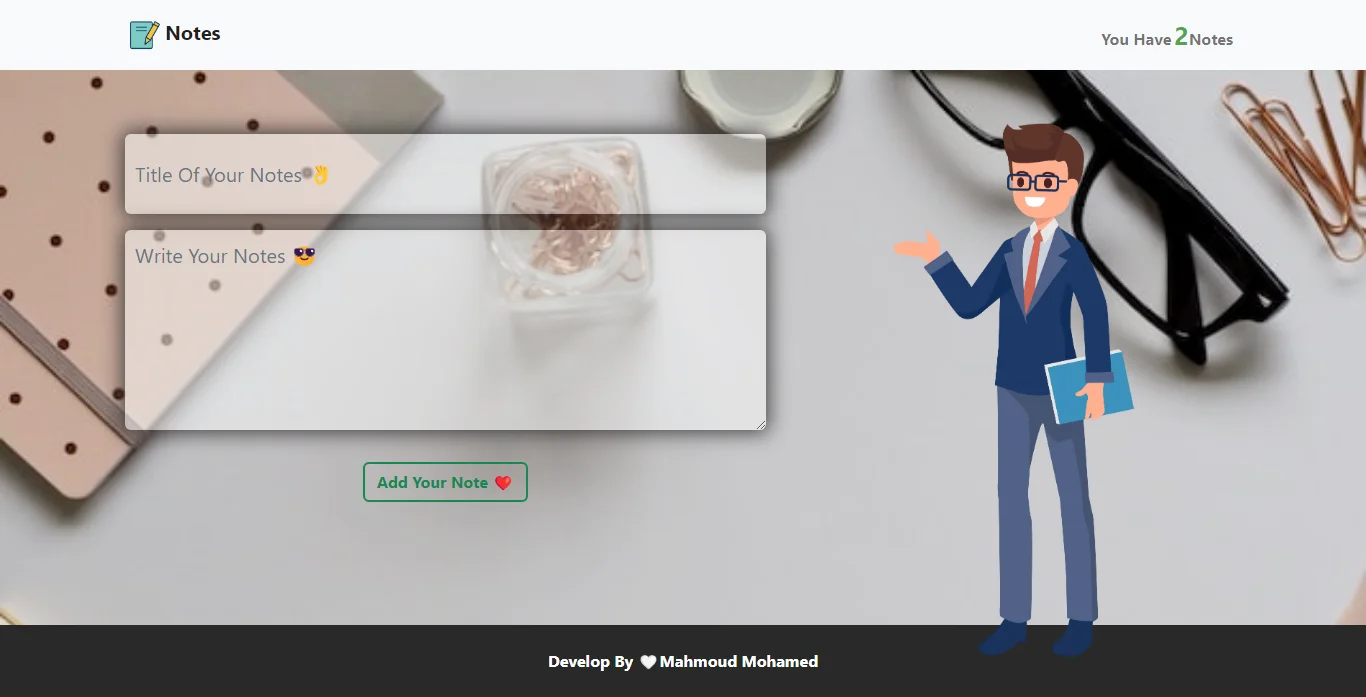 Notes
You Have 2Notes
Title Of Your Notes 👌
Write Your Notes 😎
Add Your Note ❤️
Develop By 🤍Mahmoud Mohamed